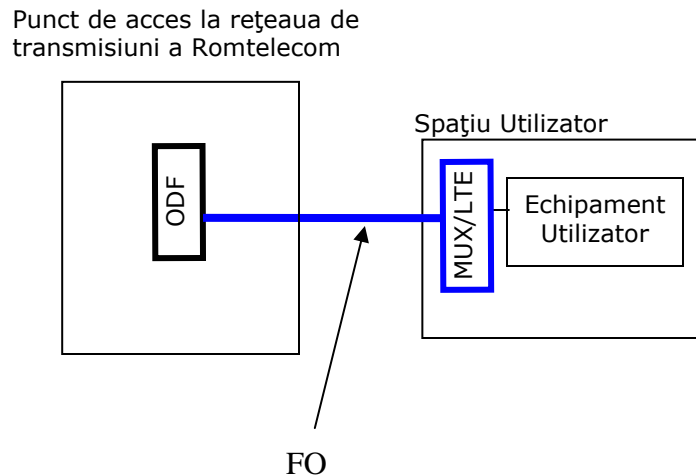 Punct de acces la reţeaua de
transmisiuni a Romtelecom
Spaţiu Utilizator
ODF
MUX/LTE
Echipament
Utilizator
FO